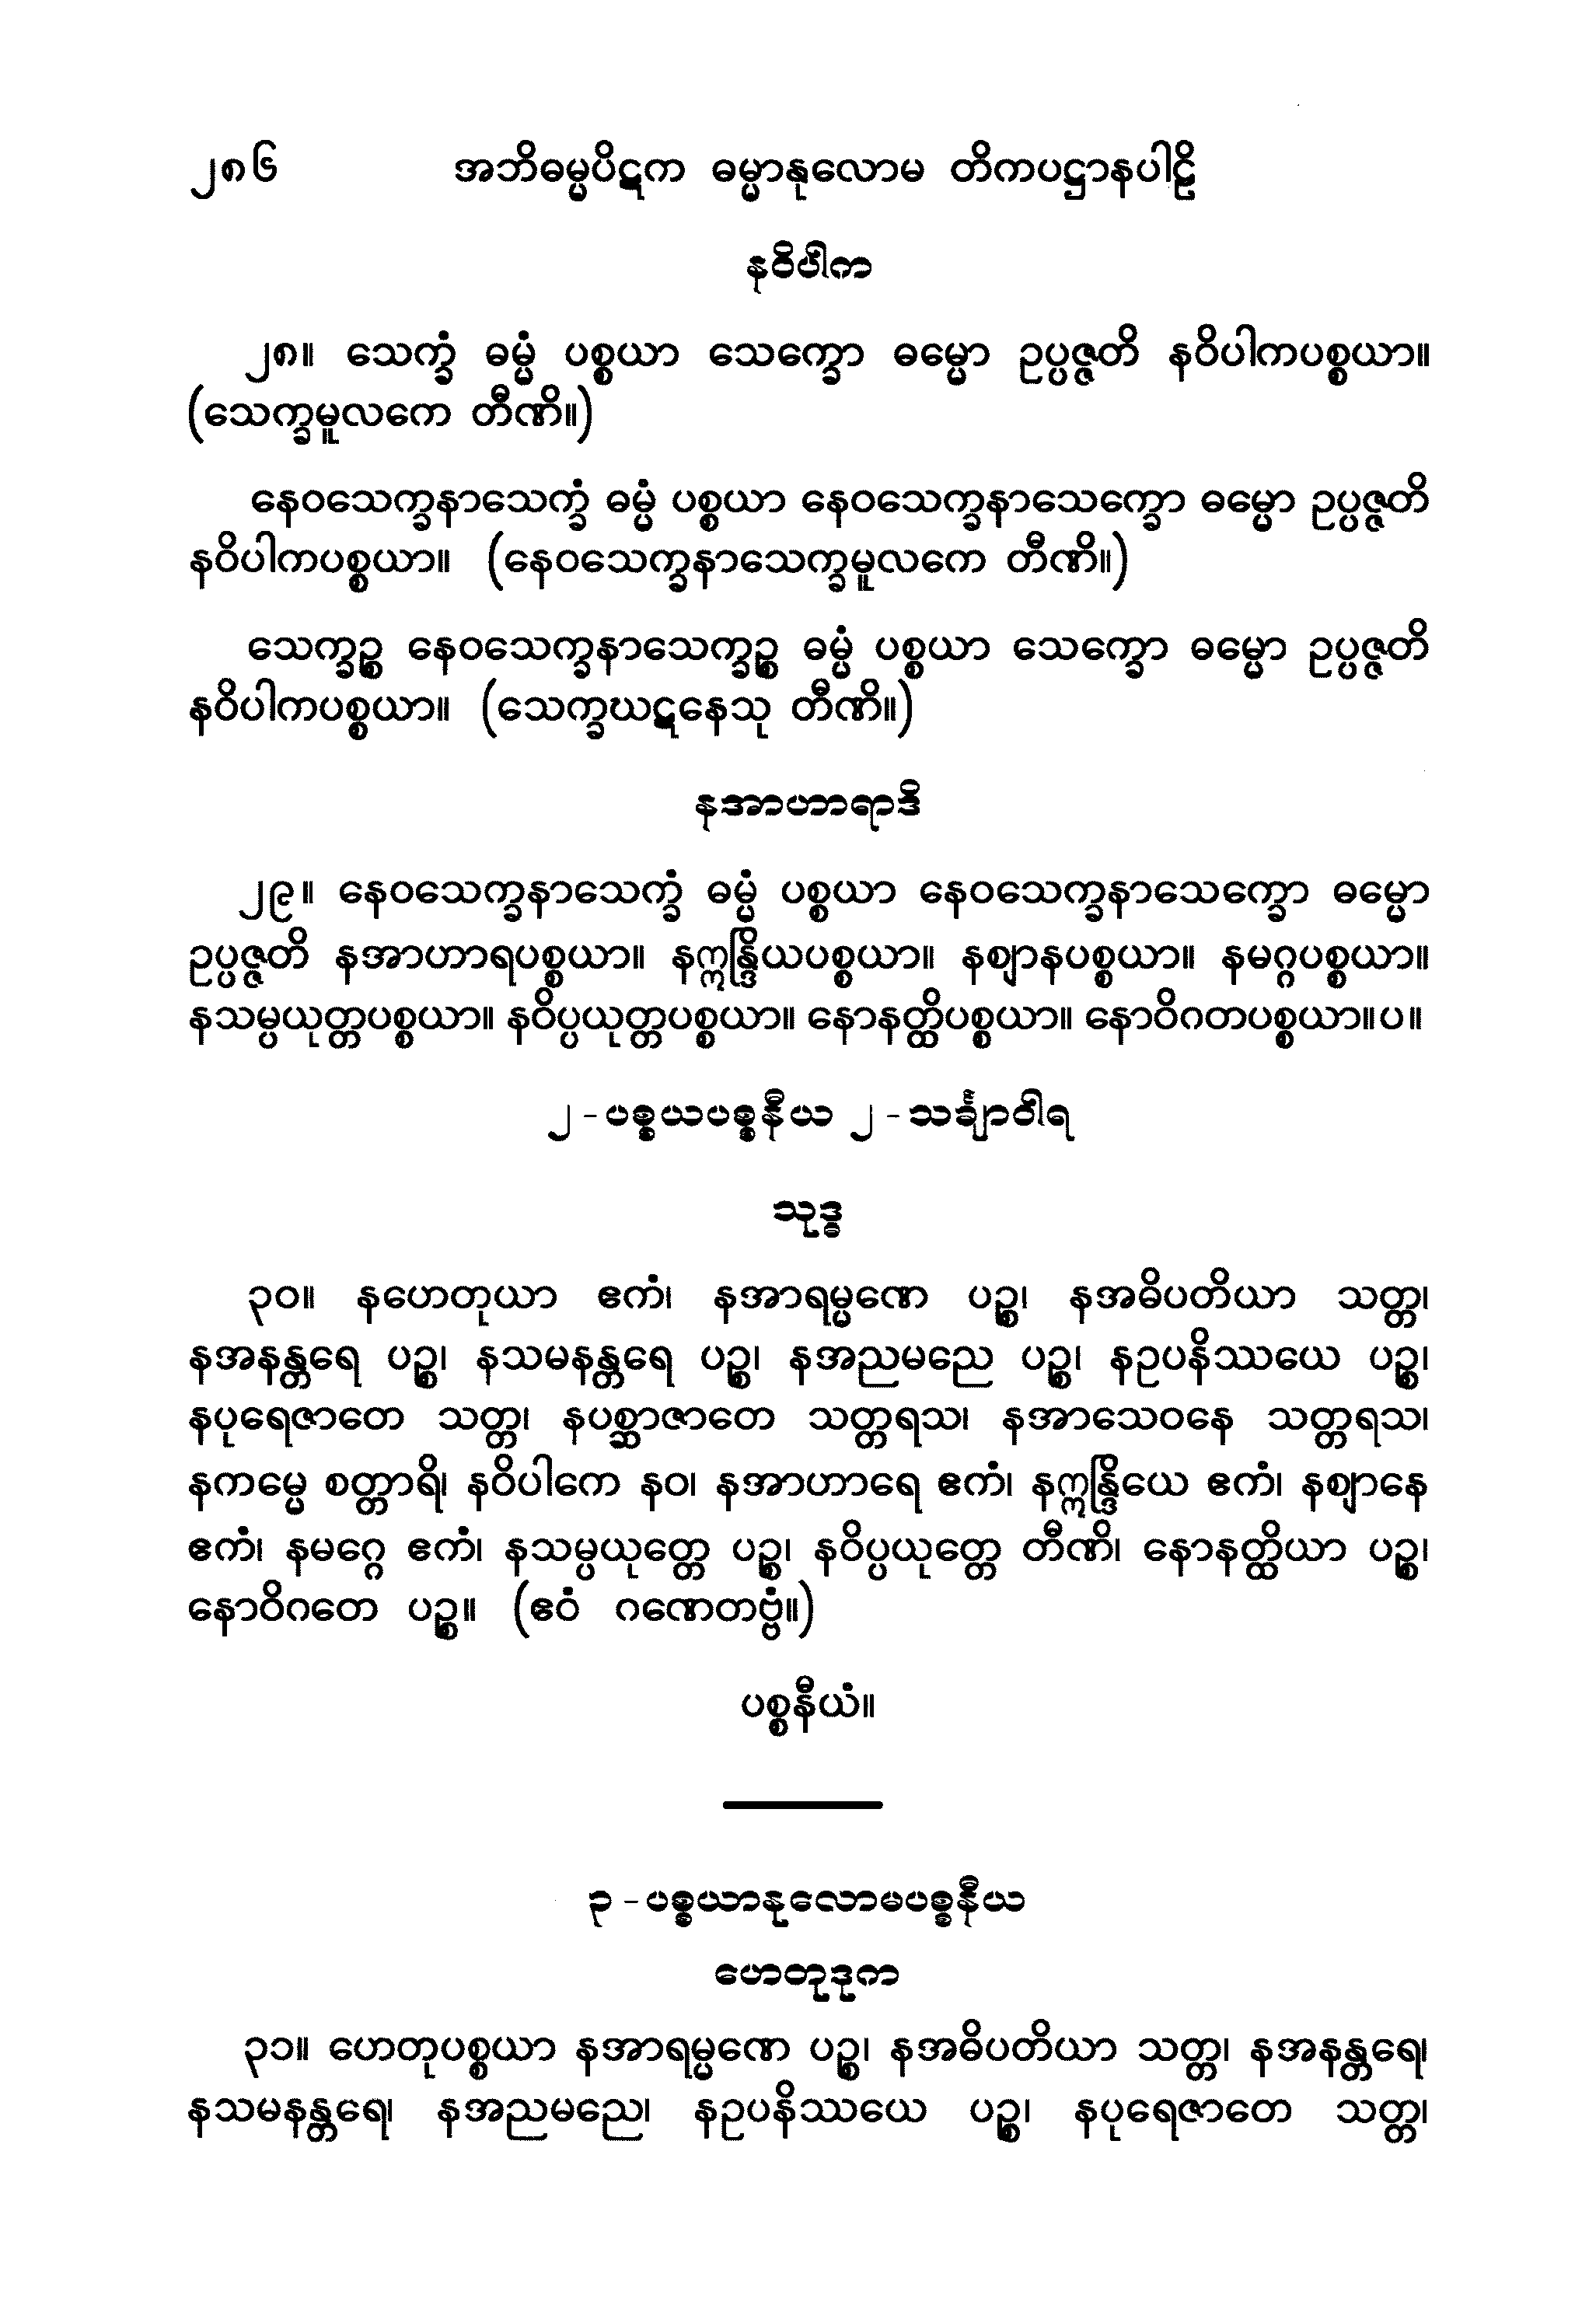 ၂၈၆ အဘိဓမ္မပိဋက ဓမ္မာနုလောမ တိကပဋ္ဌာနပါဠိ
နဝိပါက
၂၈။ သေက္ခံ ဓမ္မံ ပစ္စယာ သေက္ခော ဓမ္မော ဥပ္ပဇ္ဇတိ နဝိပါကပစ္စယာ။
(သေက္ခမူလကေ တီဏိ။)
နေဝသေက္ခနာသေက္ခံ ဓမ္မံ ပစ္စယာ နေဝသေက္ခနာသေက္ခော ဓမ္မော ဥပ္ပဇ္ဇတိ
နဝိပါကပစ္စယာ။ (နေဝသေက္ခနာသေက္ခမူလကေ တီဏိ။)
သေက္ခဉ္စ နေဝသေက္ခနာသေက္ခဉ္စ ဓမ္မံ ပစ္စယာ သေက္ခော ဓမ္မော ဥပ္ပဇ္ဇတိ
နဝိပါကပစ္စယာ။ (သေက္ခဃဋနေသု တီဏိ။)
နအာဟာရာဒိ
၂၉။ နေဝသေက္ခနာသေက္ခံ ဓမ္မံ ပစ္စယာ နေဝသေက္ခနာသေက္ခော ဓမ္မော
ဥပ္ပဇ္ဇတိ နအာဟာရပစ္စယာ။ နဣန္ဒြိယပစ္စယာ။ နဈာနပစ္စယာ။ နမဂ္ဂပစ္စယာ။
နသမ္ပယုတ္တပစ္စယာ။ နဝိပ္ပယုတ္တပစ္စယာ။ နောနတ္ထိပစ္စယာ။ နောဝိဂတပစ္စယာ။ပ။
၂-ပစ္စယပစ္စနီယ ၂-သင်္ချာဝါရ
သုဒ္ဓ
၃၀။ နဟေတုယာ ဧကံ၊ နအာရမ္မဏေ ပဉ္စ၊ နအဓိပတိယာ သတ္တ၊
နအနန္တရေ ပဉ္စ၊ နသမနန္တရေ ပဉ္စ၊ နအညမညေ ပဉ္စ၊ နဥပနိဿယေ ပဉ္စ၊
နပုရေဇာတေ သတ္တ၊ နပစ္ဆာဇာတေ သတ္တရသ၊ နအာသေဝနေ သတ္တရသ၊
နကမ္မေ စတ္တာရိ၊ နဝိပါကေ နဝ၊ နအာဟာရေ ဧကံ၊ နဣန္ဒြိယေ ဧကံ၊ နဈာနေ
ဧကံ၊ နမဂ္ဂေ ဧကံ၊ နသမ္ပယုတ္တေ ပဉ္စ၊ နဝိပ္ပယုတ္တေ တီဏိ၊ နောနတ္ထိယာ ပဉ္စ၊
နောဝိဂတေ ပဉ္စ။ (ဧဝံ ဂဏေတဗ္ဗံ။)
ပစ္စနီယံ။
၃-ပစ္စယာနုလောမပစ္စနီယ
ဟေတုဒုက
၃၁။ ဟေတုပစ္စယာ နအာရမ္မဏေ ပဉ္စ၊ နအဓိပတိယာ သတ္တ၊ နအနန္တရေ၊
နသမနန္တရေ၊ နအညမညေ၊ နဥပနိဿယေ ပဉ္စ၊ နပုရေဇာတေ သတ္တ၊